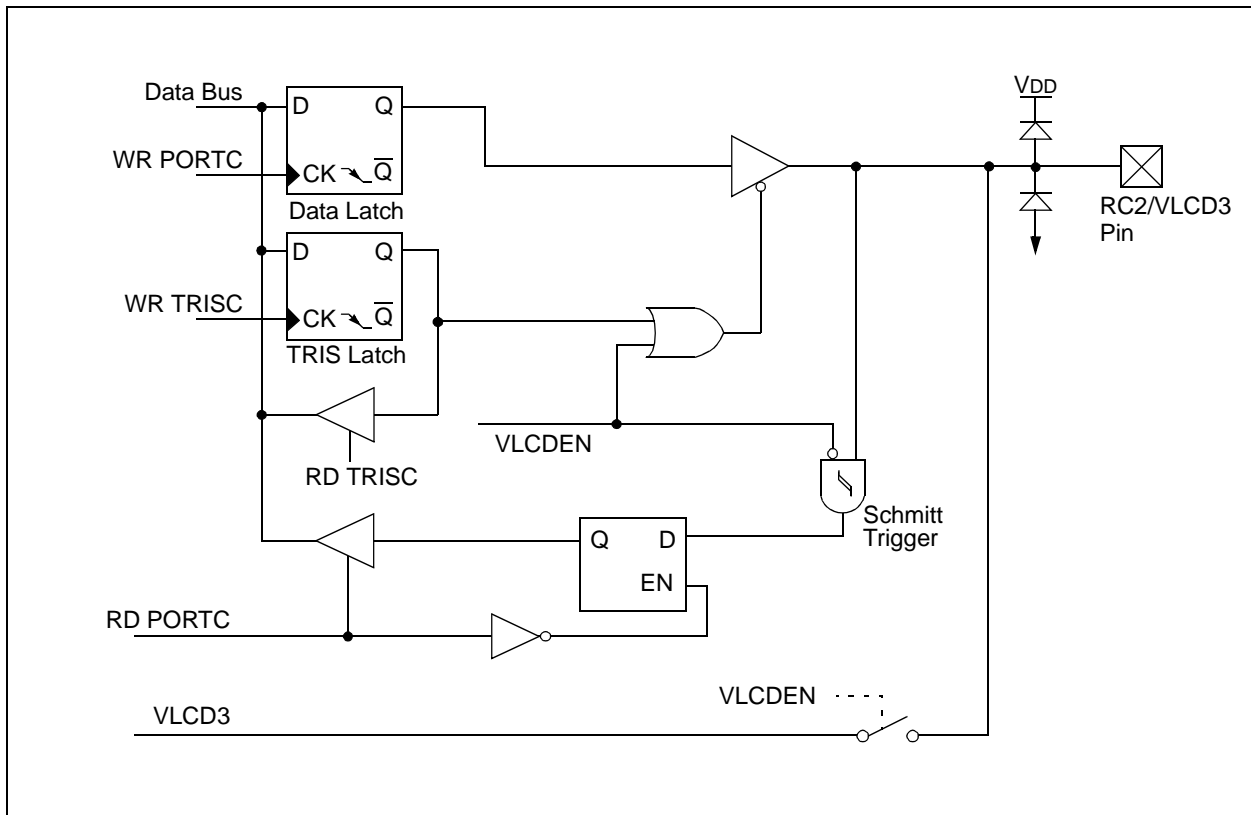 Data Bus
D Q
VDD
WR PORTC
CK Q
Data Latch
RC2/VLCD3
Pin
D Q
WR TRISC
CK Q
TRIS Latch
VLCDEN
RD TRISC
Schmitt
Trigger
Q D
EN
RD PORTC
VLCDEN
VLCD3